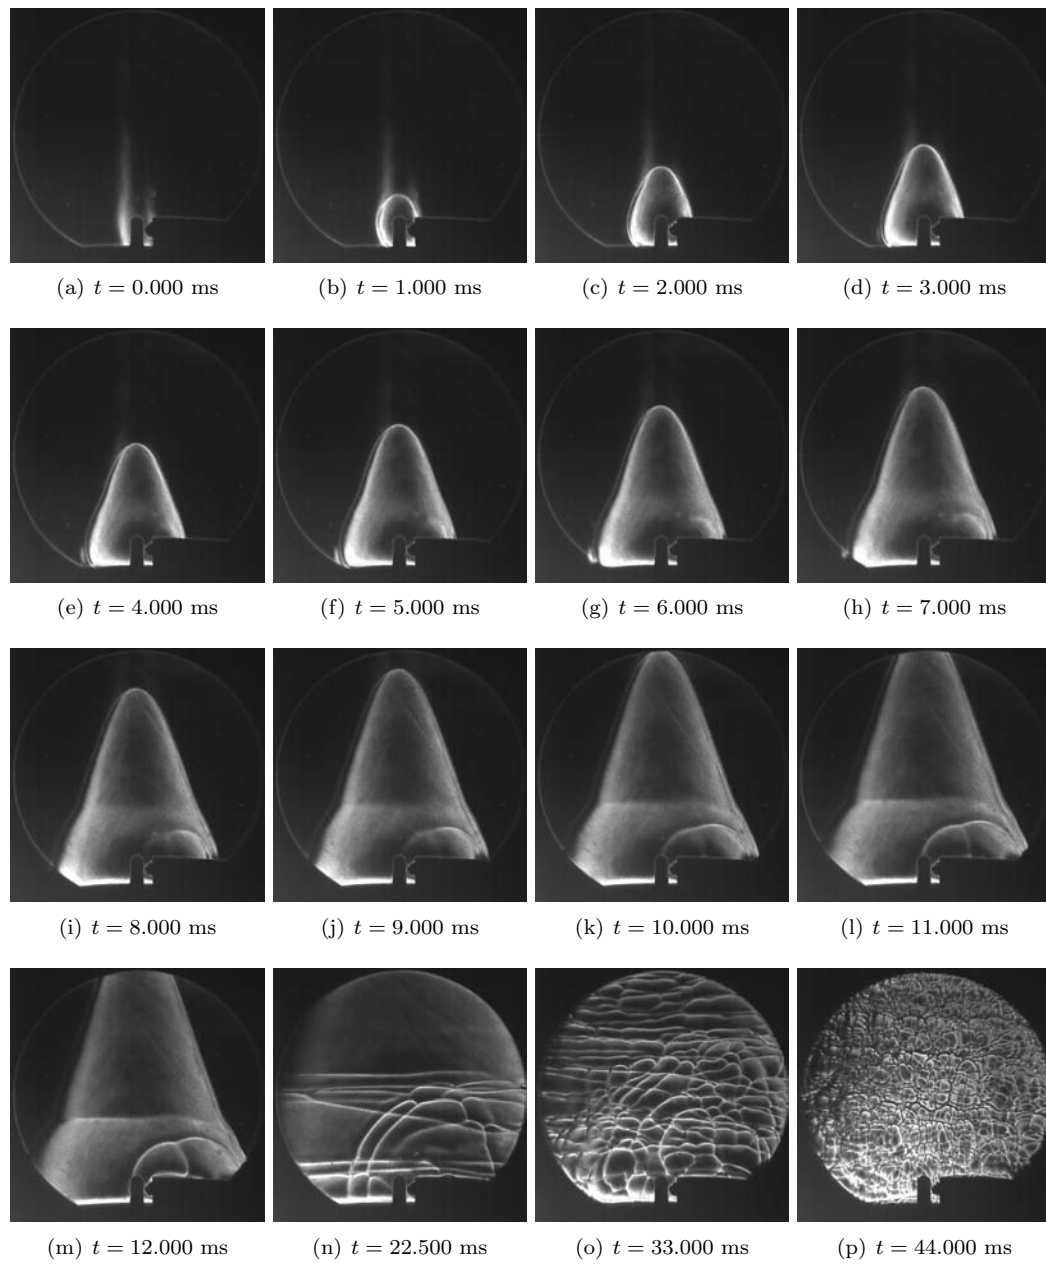 (a) t = 0.000 ms (b) t = 1.000 ms (c) t = 2.000 ms (d) t = 3.000 ms
(e) t = 4.000 ms (f) t = 5.000 ms (g) t = 6.000 ms (h) t = 7.000 ms
(i) t = 8.000 ms (j) t = 9.000 ms (k) t = 10.000 ms (l) t = 11.000 ms
(m) t = 12.000 ms (n) t = 22.500 ms (o) t = 33.000 ms (p) t = 44.000 ms